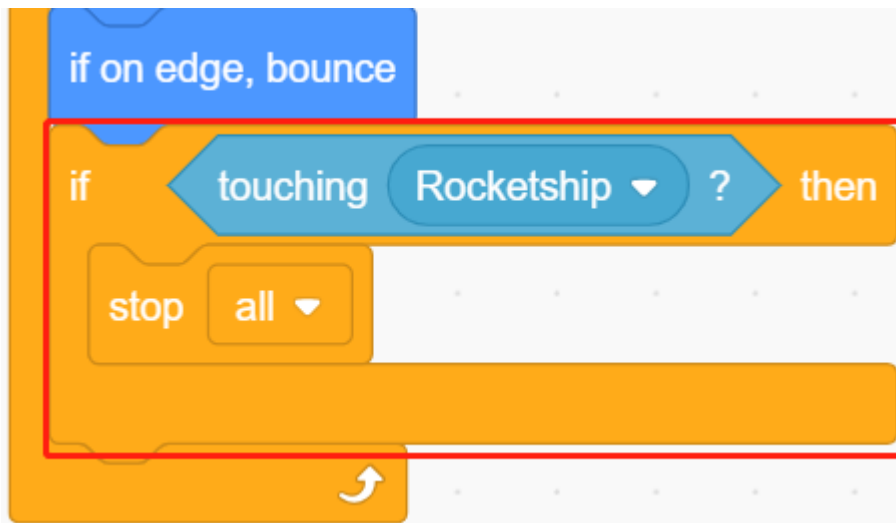 if on edge, bounce
if touching Rocketship ? then
stop all